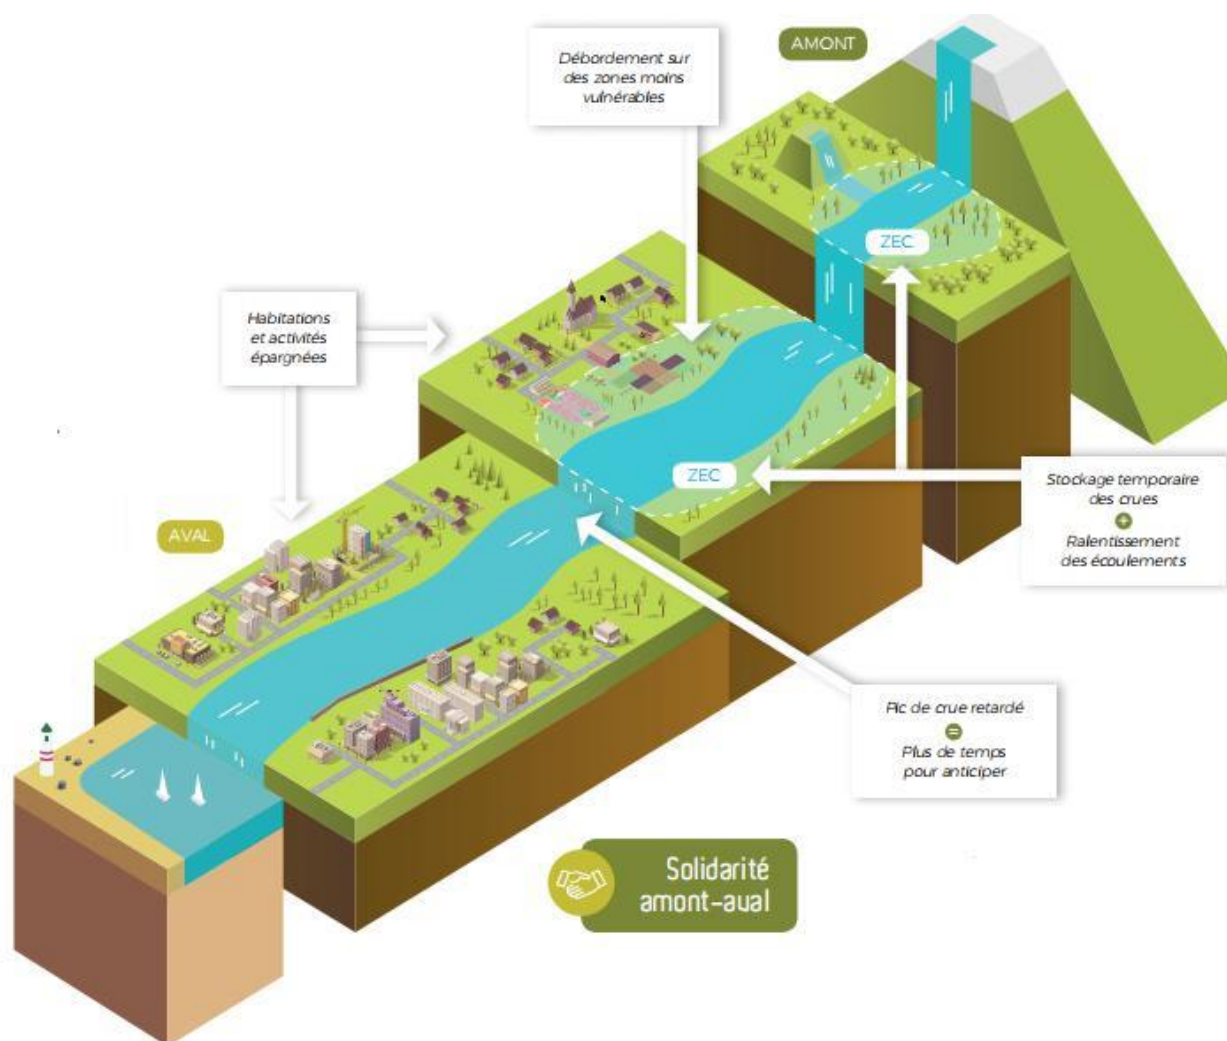 AMONT
Débordement sur
des zones moins
vulnérables
ZEC
Habitations
et activités
épargnées
ZEC
Stockage temporaire
des crues
+
Ralentissement
des écoulements
AVAL
Pic de crue retardé
=
Plus de temps
pour anticiper
Solidarité
amont-aval